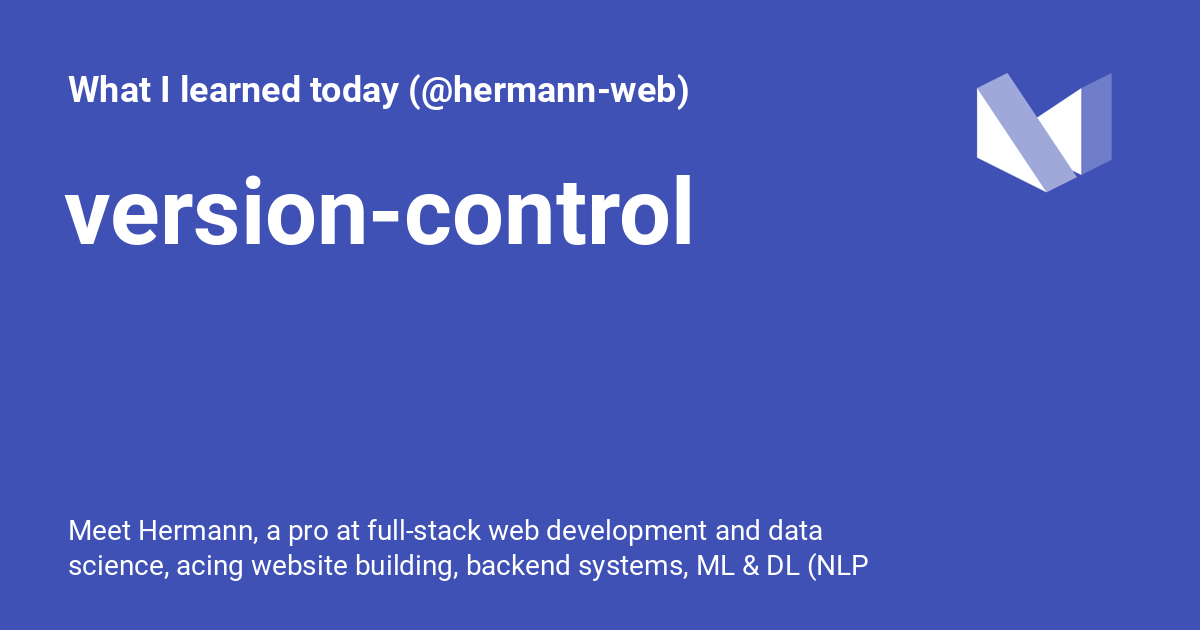 What I learned today (@hermann-web)
version-control
Meet Hermann, a pro at full-stack web development and data
science, acing website building, backend systems, ML & DL (NLP